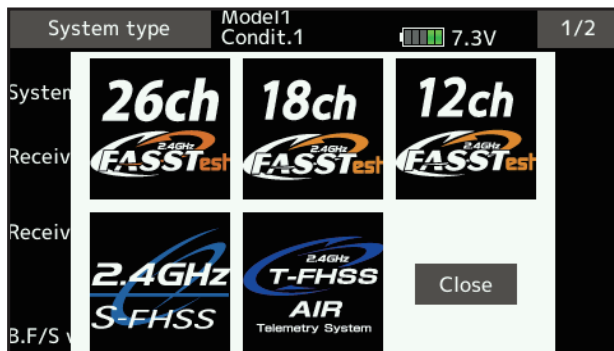 System type
Model1
Condit.1
7.3V
1/2
System
Receiv
Receiv
B.F/S v
26ch
2.4GHz
FASSTest
18ch
2.4GHz
FASSTest
12ch
2.4GHz
FASSTest
2.4GHz
S-FHSS
2.4GHz
T-FHSS
AIR
Telemetry System
Close